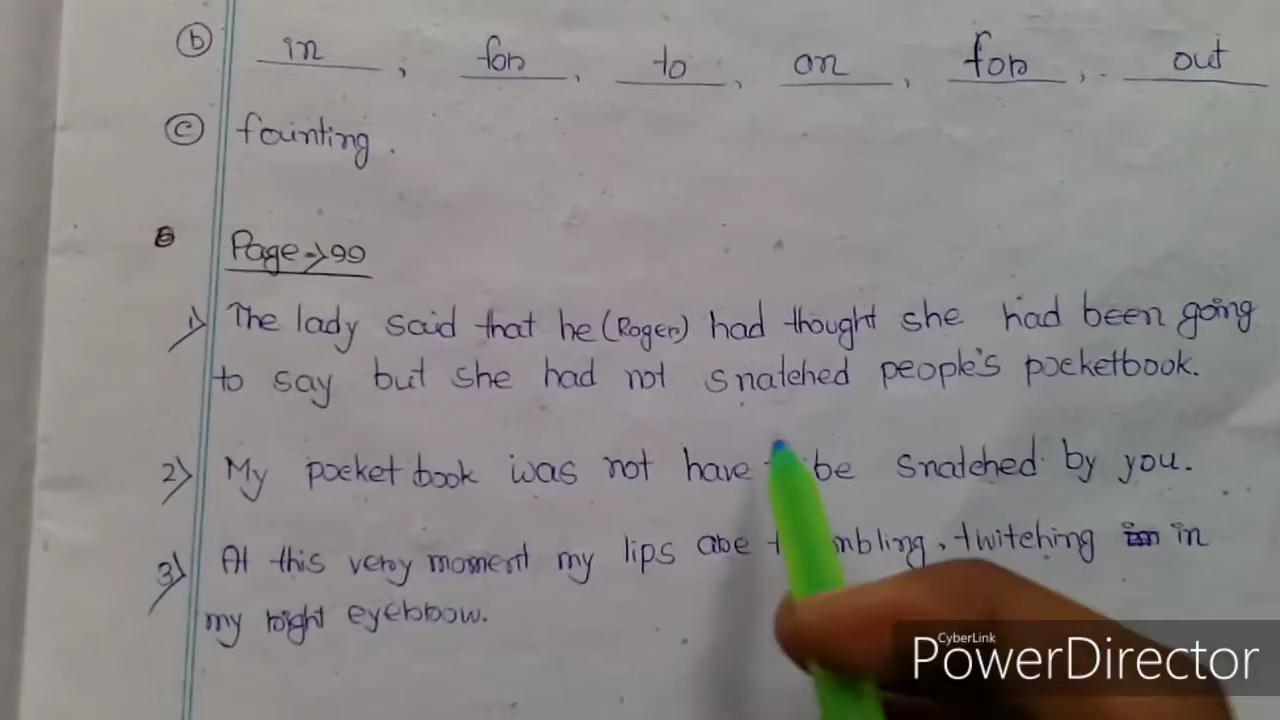 b in, for, to, on, for, out
c fainting.
Page->99
1) The lady said that he (Roger) had thought she had been going
to say but she had not snatched people's pocketbook.
2) My pocket book was not have be snatched by you.
3) At this very moment my lips are twitching in
my right eyebrow.
CyberLink
PowerDirector